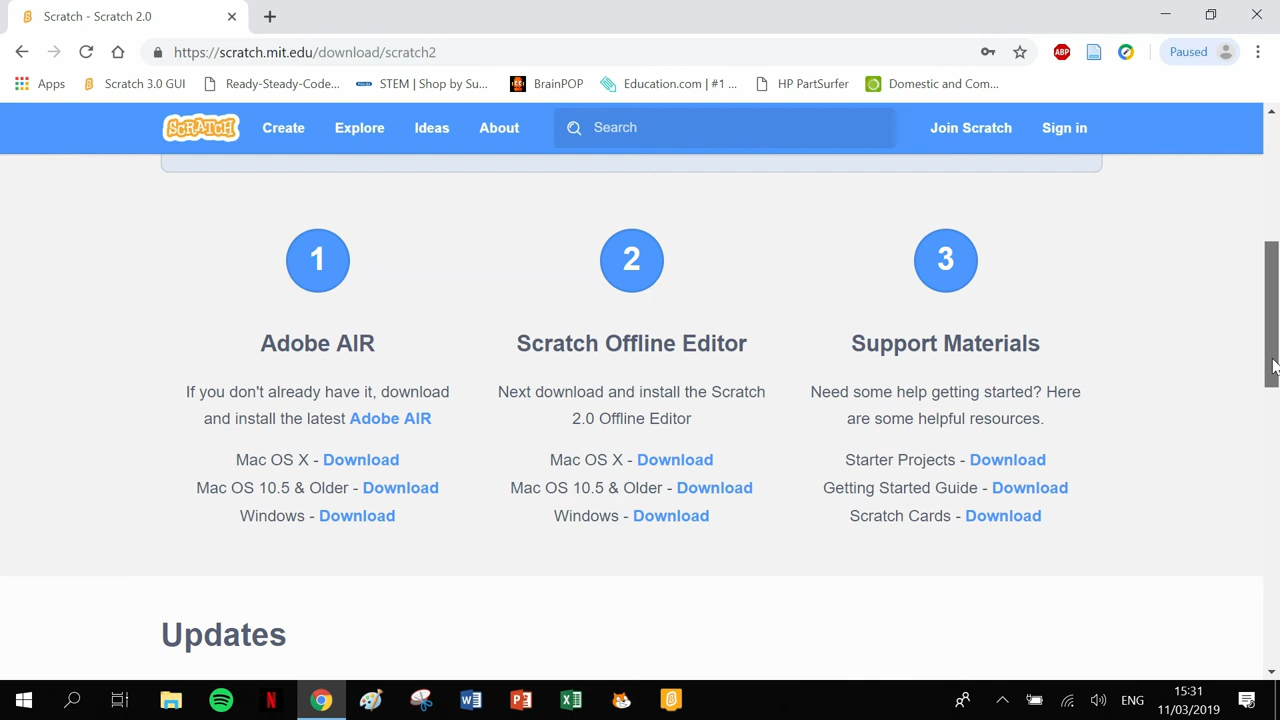 Scratch - Scratch 2.0
https://scratch.mit.edu/download/scratch2
ABP
Paused
Apps
Scratch 3.0 GUI
Ready-Steady-Code...
STEM | Shop by Su...
BrainPOP
Education.com | #1 ...
HP PartSurfer
Domestic and Com...
SCRATCH
Create
Explore
Ideas
About
Search
Join Scratch
Sign in
1
Adobe AIR
If you don't already have it, download
and install the latest Adobe AIR
Mac OS X - Download
Mac OS 10.5 & Older - Download
Windows - Download
2
Scratch Offline Editor
Next download and install the Scratch
2.0 Offline Editor
Mac OS X - Download
Mac OS 10.5 & Older - Download
Windows - Download
3
Support Materials
Need some help getting started? Here
are some helpful resources.
Starter Projects - Download
Getting Started Guide - Download
Scratch Cards - Download
Updates
ENG
15:31
11/03/2019